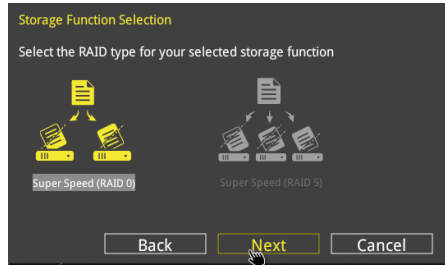 Storage Function Selection
Select the RAID type for your selected storage function
Super Speed (RAID 0)
Super Speed (RAID 5)
Back
Next
Cancel